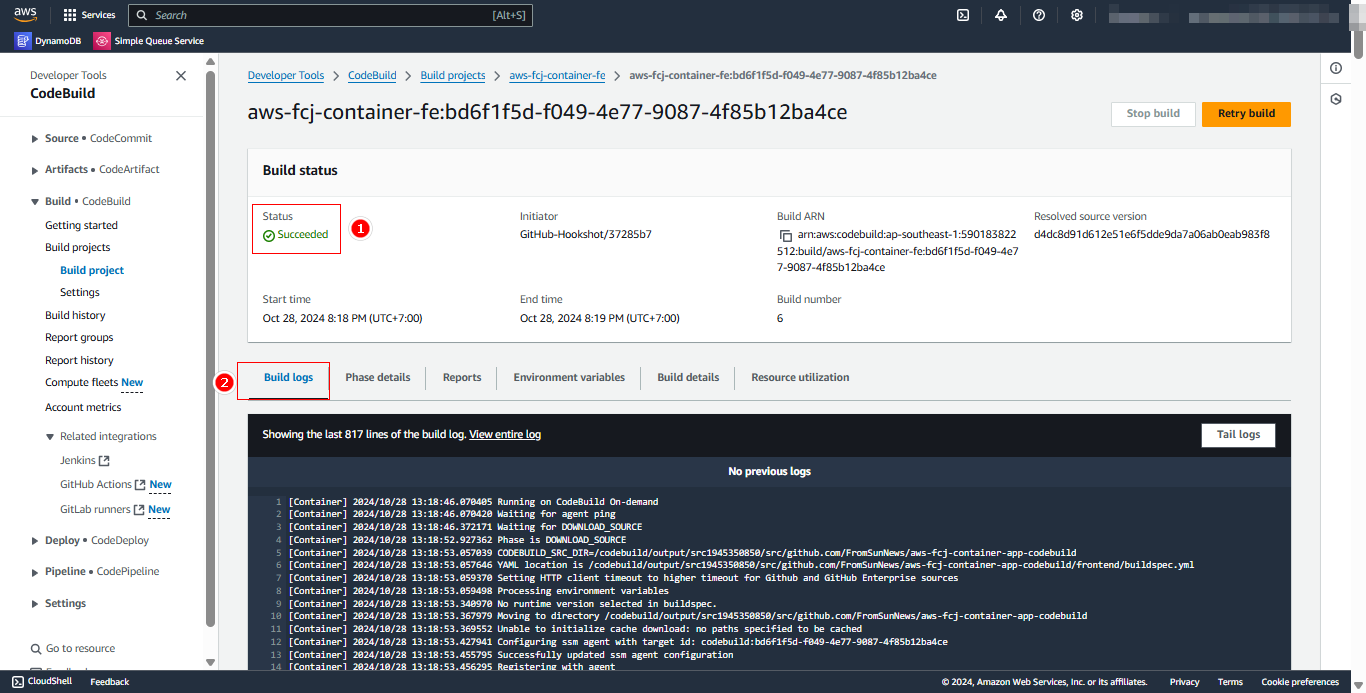 aws
Services
Search
[Alt+S]
DynamoDB
Simple Queue Service
Developer Tools
CodeBuild
Source • CodeCommit
Artifacts • CodeArtifact
Build • CodeBuild
Getting started
Build projects
Build project
Settings
Build history
Report groups
Report history
Compute fleets New
Account metrics
Related integrations
Jenkins
GitHub Actions New
GitLab runners New
Deploy • CodeDeploy
Pipeline • CodePipeline
Settings
Go to resource
Developer Tools > CodeBuild > Build projects > aws-fcj-container-fe > aws-fcj-container-fe:bd6f1f5d-f049-4e77-9087-4f85b12ba4ce
aws-fcj-container-fe:bd6f1f5d-f049-4e77-9087-4f85b12ba4ce
Stop build
Retry build
Build status
Status
Succeeded
1
Initiator
GitHub-Hookshot/37285b7
Build ARN
arn:aws:codebuild:ap-southeast-1:590183822
512:build/aws-fcj-container-fe:bd6f1f5d-f049-4e7
7-9087-4f85b12ba4ce
Resolved source version
d4dc8d91d612e51e6f5dde9da7a06ab0eab983f8
Start time
Oct 28, 2024 8:18 PM (UTC+7:00)
End time
Oct 28, 2024 8:19 PM (UTC+7:00)
Build number
6
2
Build logs
Phase details
Reports
Environment variables
Build details
Resource utilization
Showing the last 817 lines of the build log. View entire log
Tail logs
No previous logs
1 [Container] 2024/10/28 13:18:46.070405 Running on CodeBuild On-demand
2 [Container] 2024/10/28 13:18:46.070420 Waiting for agent ping
3 [Container] 2024/10/28 13:18:46.372171 Waiting for DOWNLOAD_SOURCE
4 [Container] 2024/10/28 13:18:52.927362 Phase is DOWNLOAD_SOURCE
5 [Container] 2024/10/28 13:18:53.057039 CODEBUILD_SRC_DIR=/codebuild/output/src1945350850/src/github.com/FromSunNews/aws-fcj-container-app-codebuild
6 [Container] 2024/10/28 13:18:53.057646 YAML location is /codebuild/output/src1945350850/src/github.com/FromSunNews/aws-fcj-container-app-codebuild/frontend/buildspec.yml
7 [Container] 2024/10/28 13:18:53.059370 Setting HTTP client timeout to higher timeout for Github and GitHub Enterprise sources
8 [Container] 2024/10/28 13:18:53.059498 Processing environment variables
9 [Container] 2024/10/28 13:18:53.340970 No runtime version selected in buildspec.
10 [Container] 2024/10/28 13:18:53.367979 Moving to directory /codebuild/output/src1945350850/src/github.com/FromSunNews/aws-fcj-container-app-codebuild
11 [Container] 2024/10/28 13:18:53.369552 Unable to initialize cache download: no paths specified to be cached
12 [Container] 2024/10/28 13:18:53.427941 Configuring ssm agent with target id: codebuild:bd6f1f5d-f049-4e77-9087-4f85b12ba4ce
13 [Container] 2024/10/28 13:18:53.455795 Successfully updated ssm agent configuration
14 [Container] 2024/10/28 13:18:53.456295 Registering with agent
CloudShell
Feedback
© 2024, Amazon Web Services, Inc. or its affiliates.
Privacy
Terms
Cookie preferences